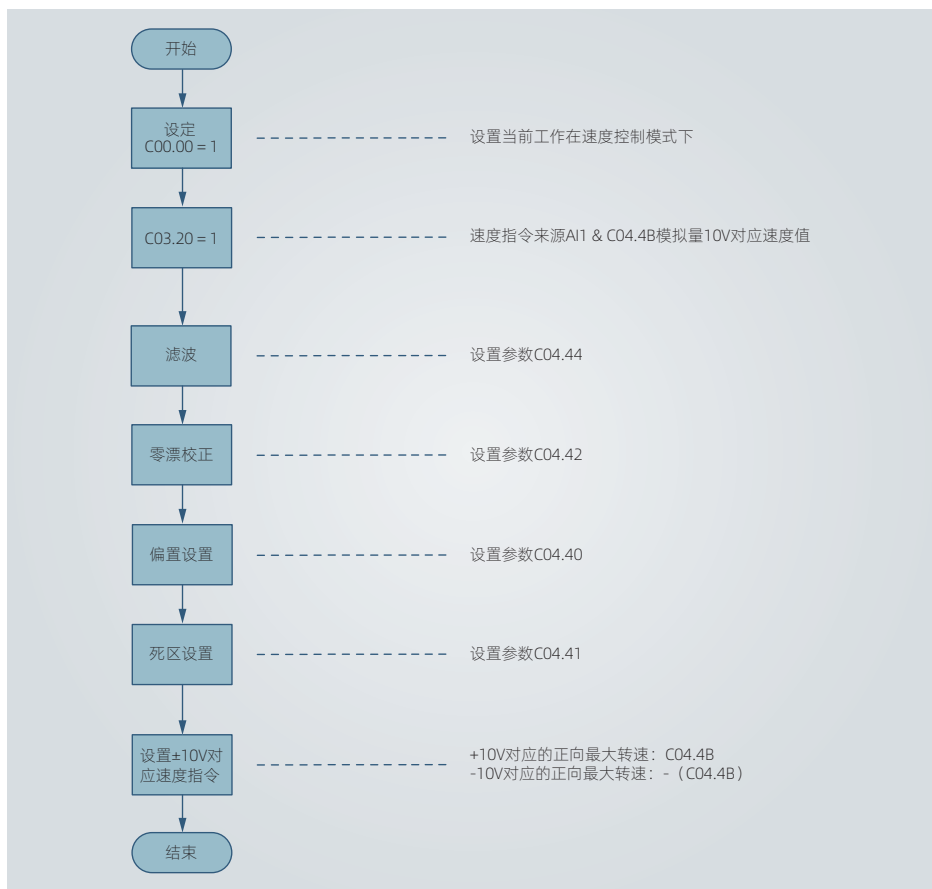 开始
设定
C00.00 = 1
设置当前工作在速度控制模式下
C03.20 = 1
速度指令来源AI1 & C04.4B模拟量10V对应速度值
滤波
设置参数C04.44
零漂校正
设置参数C04.42
偏置设置
设置参数C04.40
死区设置
设置参数C04.41
设置±10V对
应速度指令
+10V对应的正向最大转速：C04.4B
-10V对应的正向最大转速：-（C04.4B）
结束